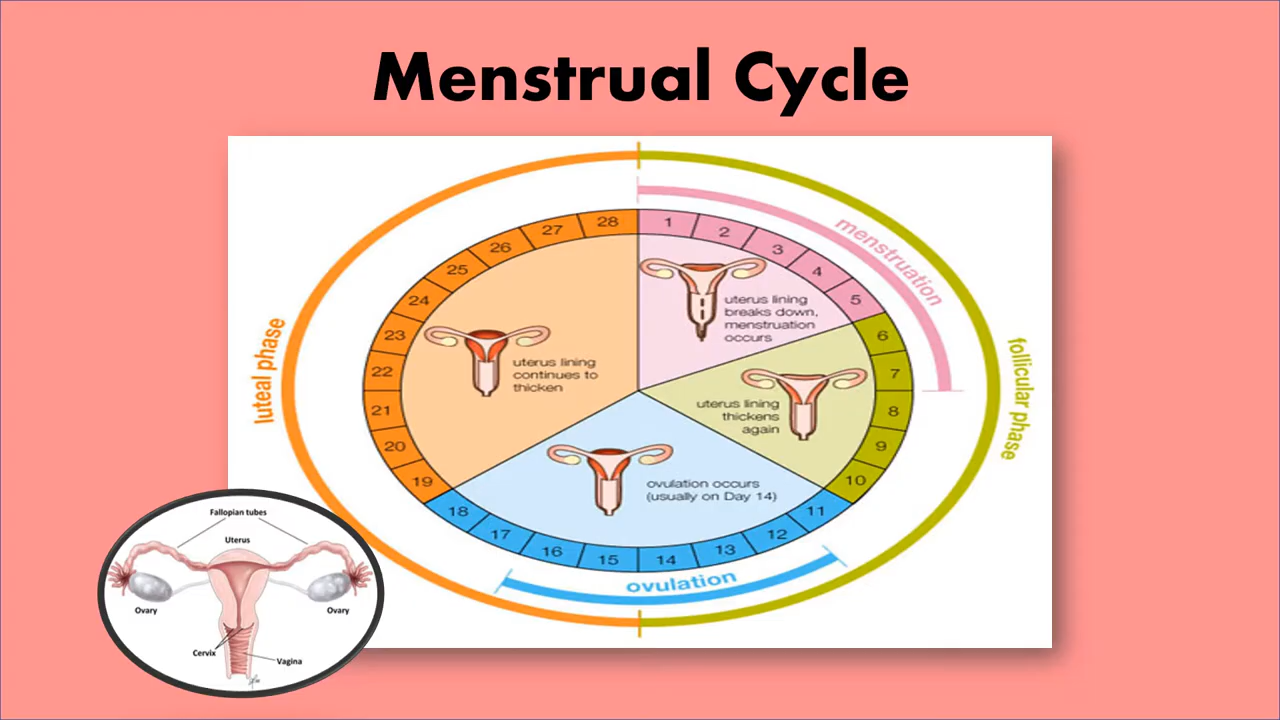 Menstrual Cycle
28
1
2
3
4
5
6
7
8
9
10
11
12
13
14
15
16
17
18
19
20
21
22
23
24
25
26
27
menstruation
follicular phase
luteal phase
ovulation
uterus lining
breaks down,
menstruation
occurs
uterus lining
thickens
again
ovulation occurs
(usually on Day 14)
uterus lining
continues to
thicken
Fallopian tubes
Uterus
Ovary
Ovary
Cervix
Vagina